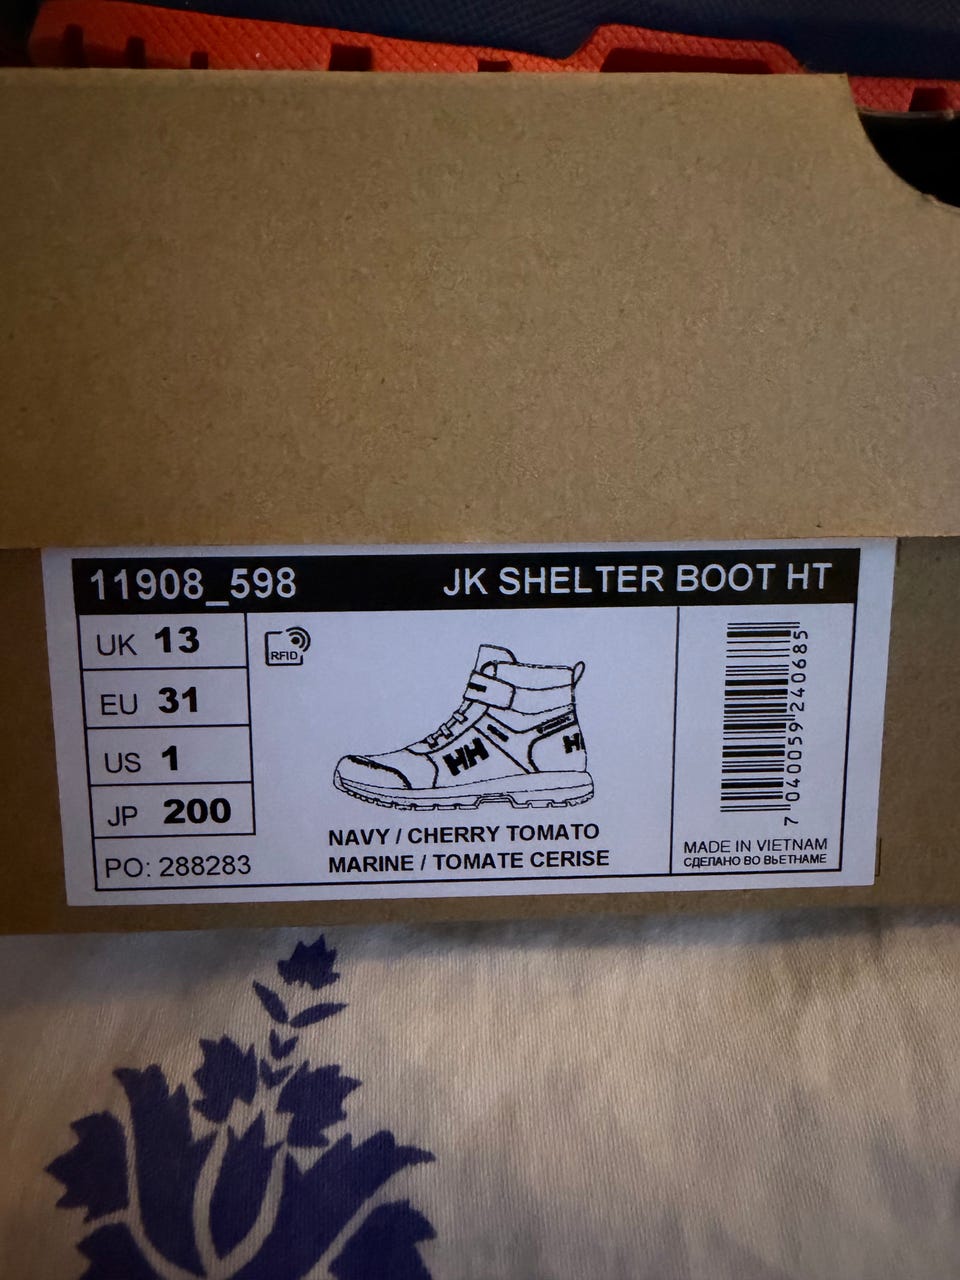 11908_598 JK SHELTER BOOT HT
UK 13
EU 31
US 1
JP 200
PO: 288283
RFID
HH
H
NAVY / CHERRY TOMATO
MARINE / TOMATE CERISE
7 040059 240685
MADE IN VIETNAM
СДЕЛАНО ВО ВЬЕТНАМЕ